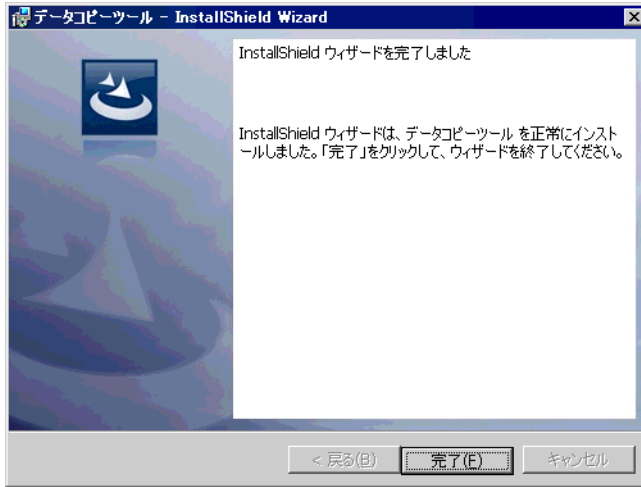 データコピーツール - InstallShield Wizard
InstallShield ウィザードを完了しました
InstallShield ウィザードは、データコピーツール を正常にインスト
ールしました。「完了」をクリックして、ウィザードを終了してください。
< 戻る(B)
完了(F)
キャンセル